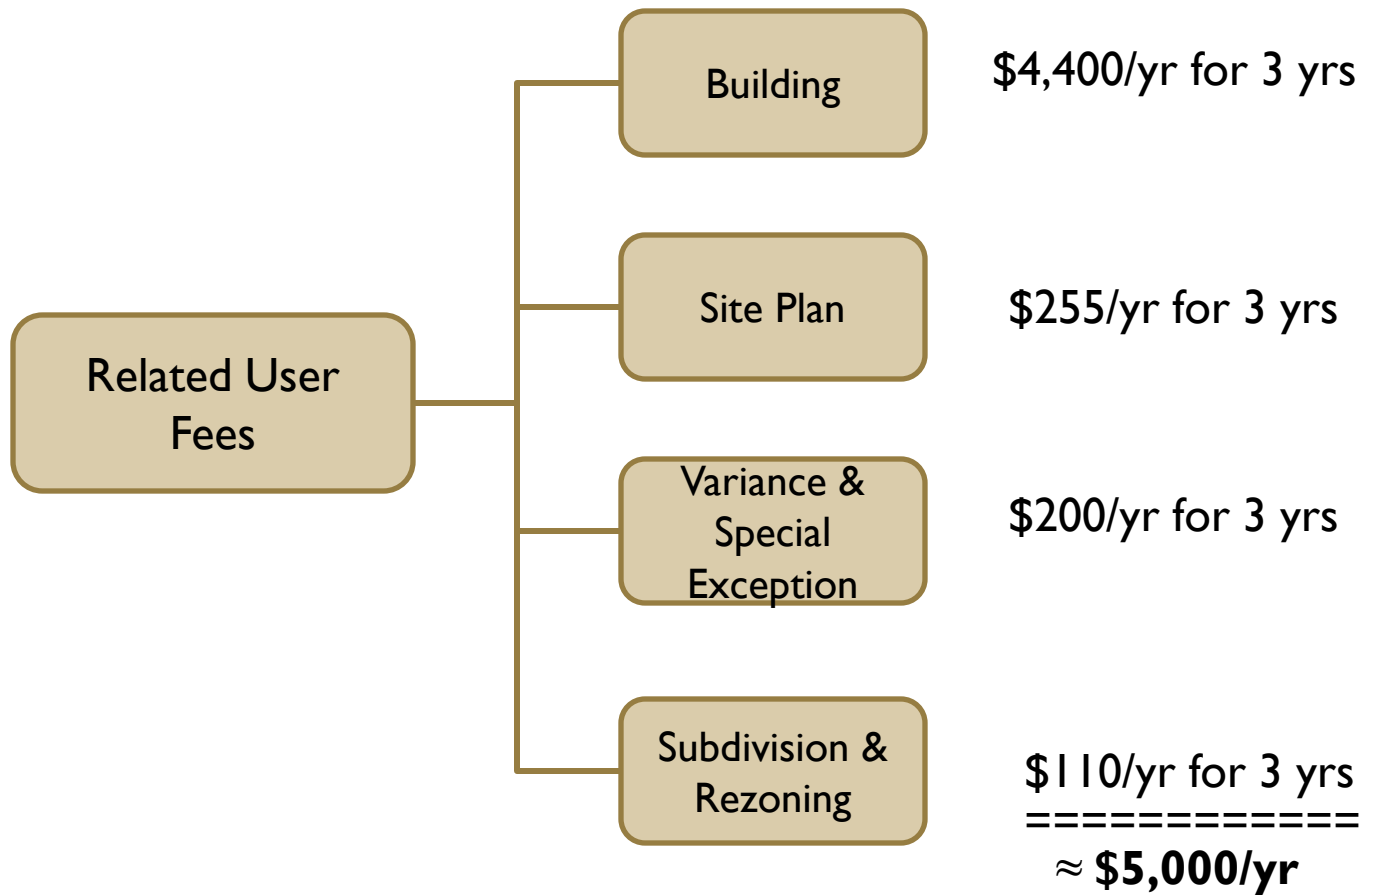 Building
$4,400/yr for 3 yrs
Site Plan
$255/yr for 3 yrs
Related User
Fees
Variance &
Special
Exception
$200/yr for 3 yrs
Subdivision &
Rezoning
$110/yr for 3 yrs
============
≈ $5,000/yr